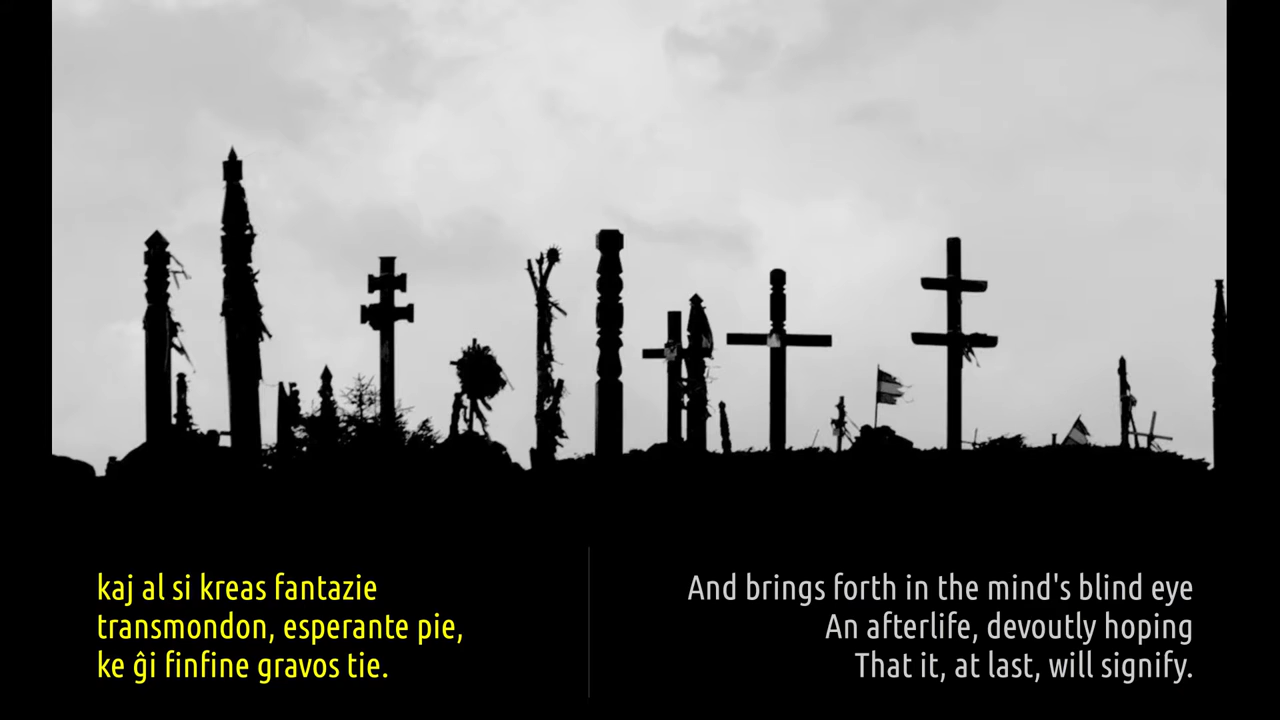 kaj al si kreas fantazie
transmondon, esperante pie,
ke ĝi finfine gravos tie.
And brings forth in the mind's blind eye
An afterlife, devoutly hoping
That it, at last, will signify.